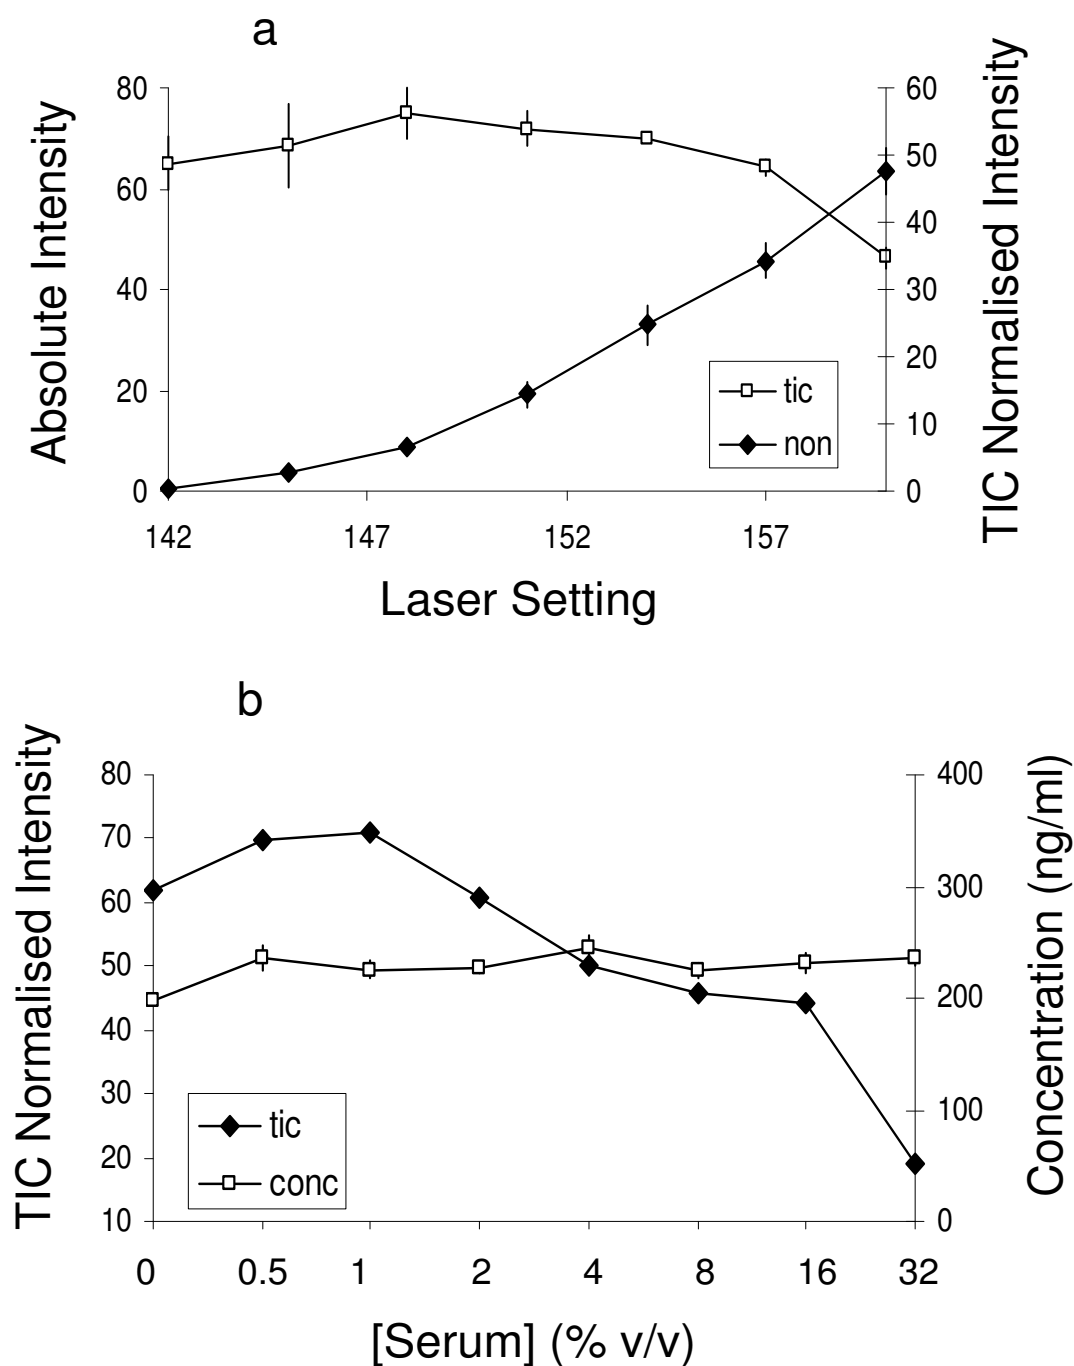 a
Absolute Intensity
80
60
40
20
0
TIC Normalised Intensity
60
50
40
30
20
10
0
tic
non
142 147 152 157
Laser Setting
b
TIC Normalised Intensity
80
70
60
50
40
30
20
10
Concentration (ng/ml)
400
300
200
100
0
tic
conc
0 0.5 1 2 4 8 16 32
[Serum] (% v/v)